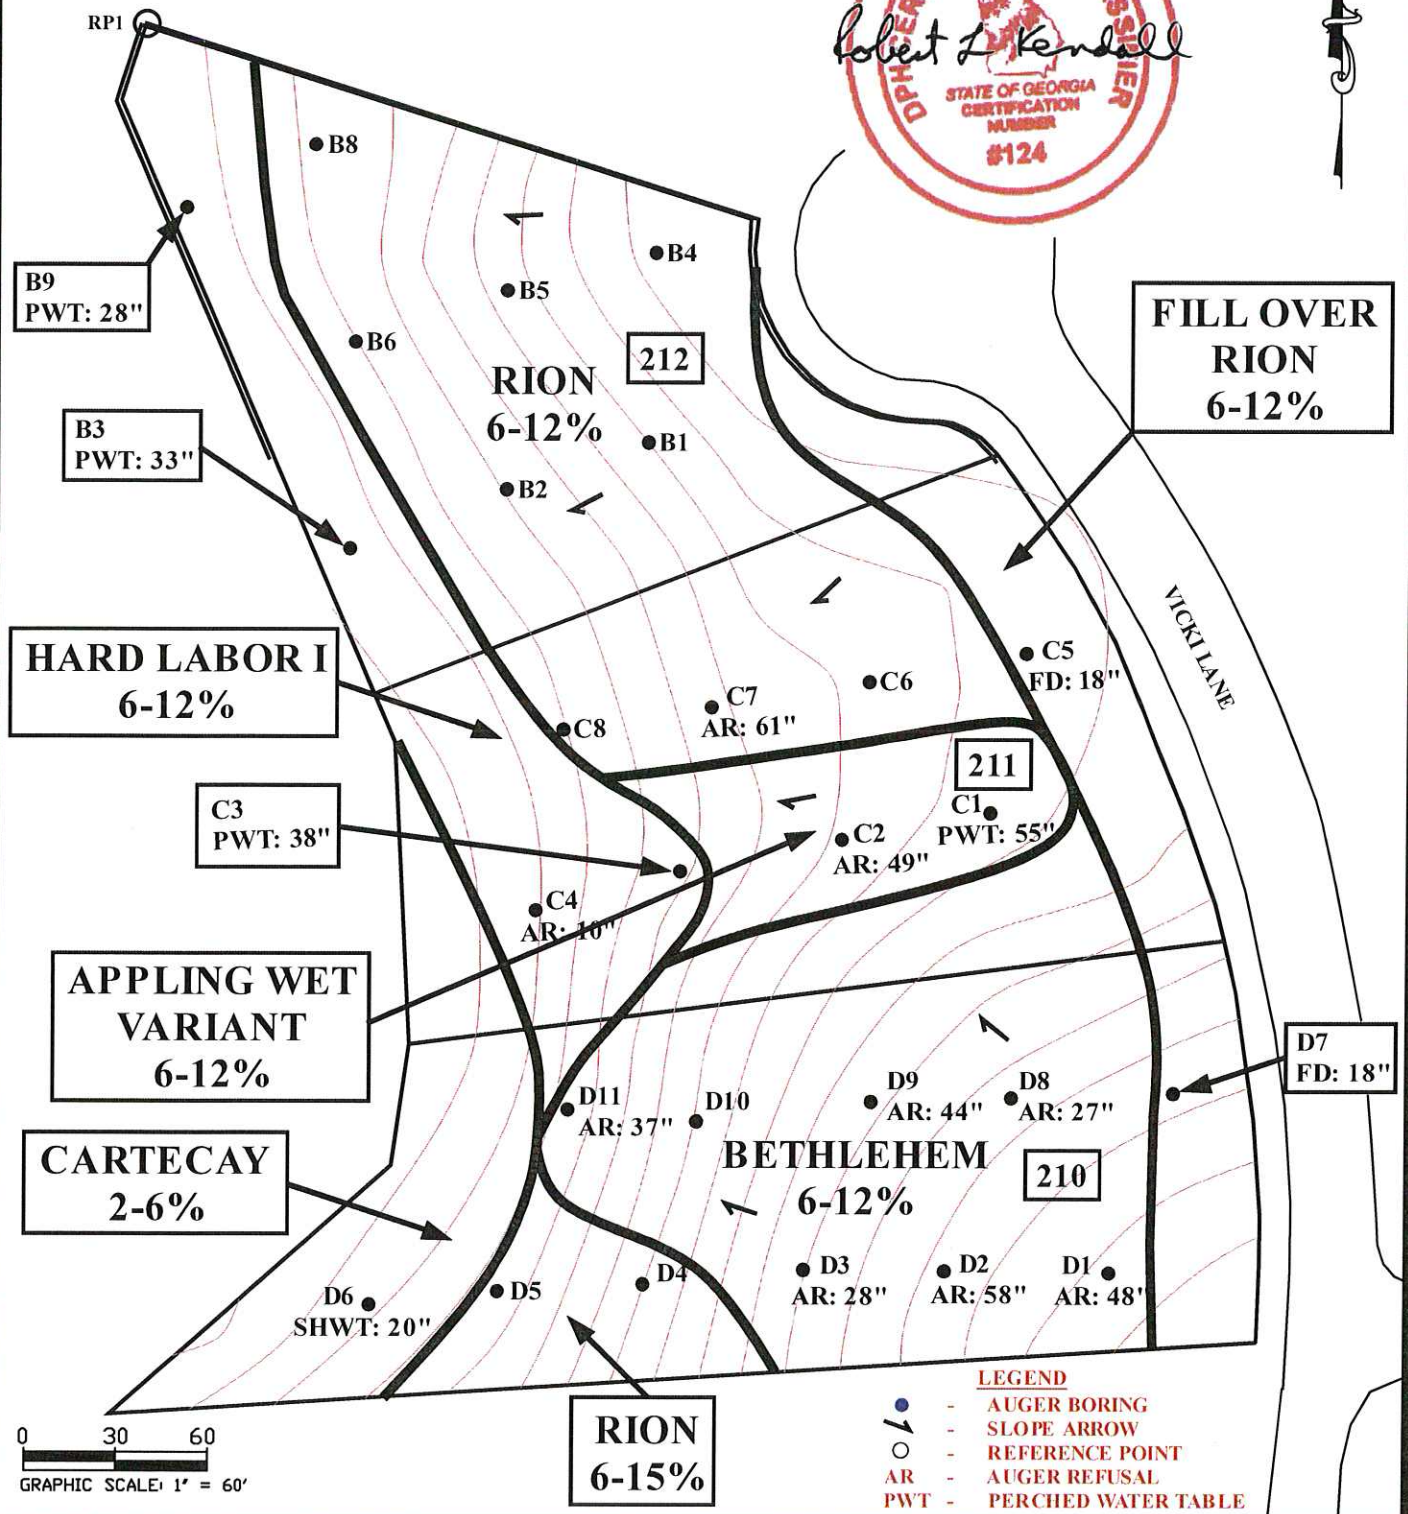 RP1
DPH CER
SSIFIER
STATE OF GEORGIA
CERTIFICATION
NUMBER
#124
Robert L Kendall
B8
B9
PWT: 28"
B4
B5
B6
212
RION
6-12%
FILL OVER
RION
6-12%
B3
PWT: 33"
B1
B2
VICKI LANE
HARD LABOR I
6-12%
C5
FD: 18"
C6
C7
AR: 61"
C8
211
C3
PWT: 38"
C1
PWT: 55"
C2
AR: 49"
C4
AR: 10"
APPLING WET
VARIANT
6-12%
D7
FD: 18"
D11
AR: 37"
D10
D9
AR: 44"
D8
AR: 27"
BETHLEHEM
6-12%
210
CARTECAY
2-6%
D6
SHWT: 20"
D5
D4
D3
AR: 28"
D2
AR: 58"
D1
AR: 48"
RION
6-15%
0 30 60
GRAPHIC SCALE: 1" = 60'
LEGEND
- AUGER BORING
- SLOPE ARROW
- REFERENCE POINT
AR - AUGER REFUSAL
PWT - PERCHED WATER TABLE